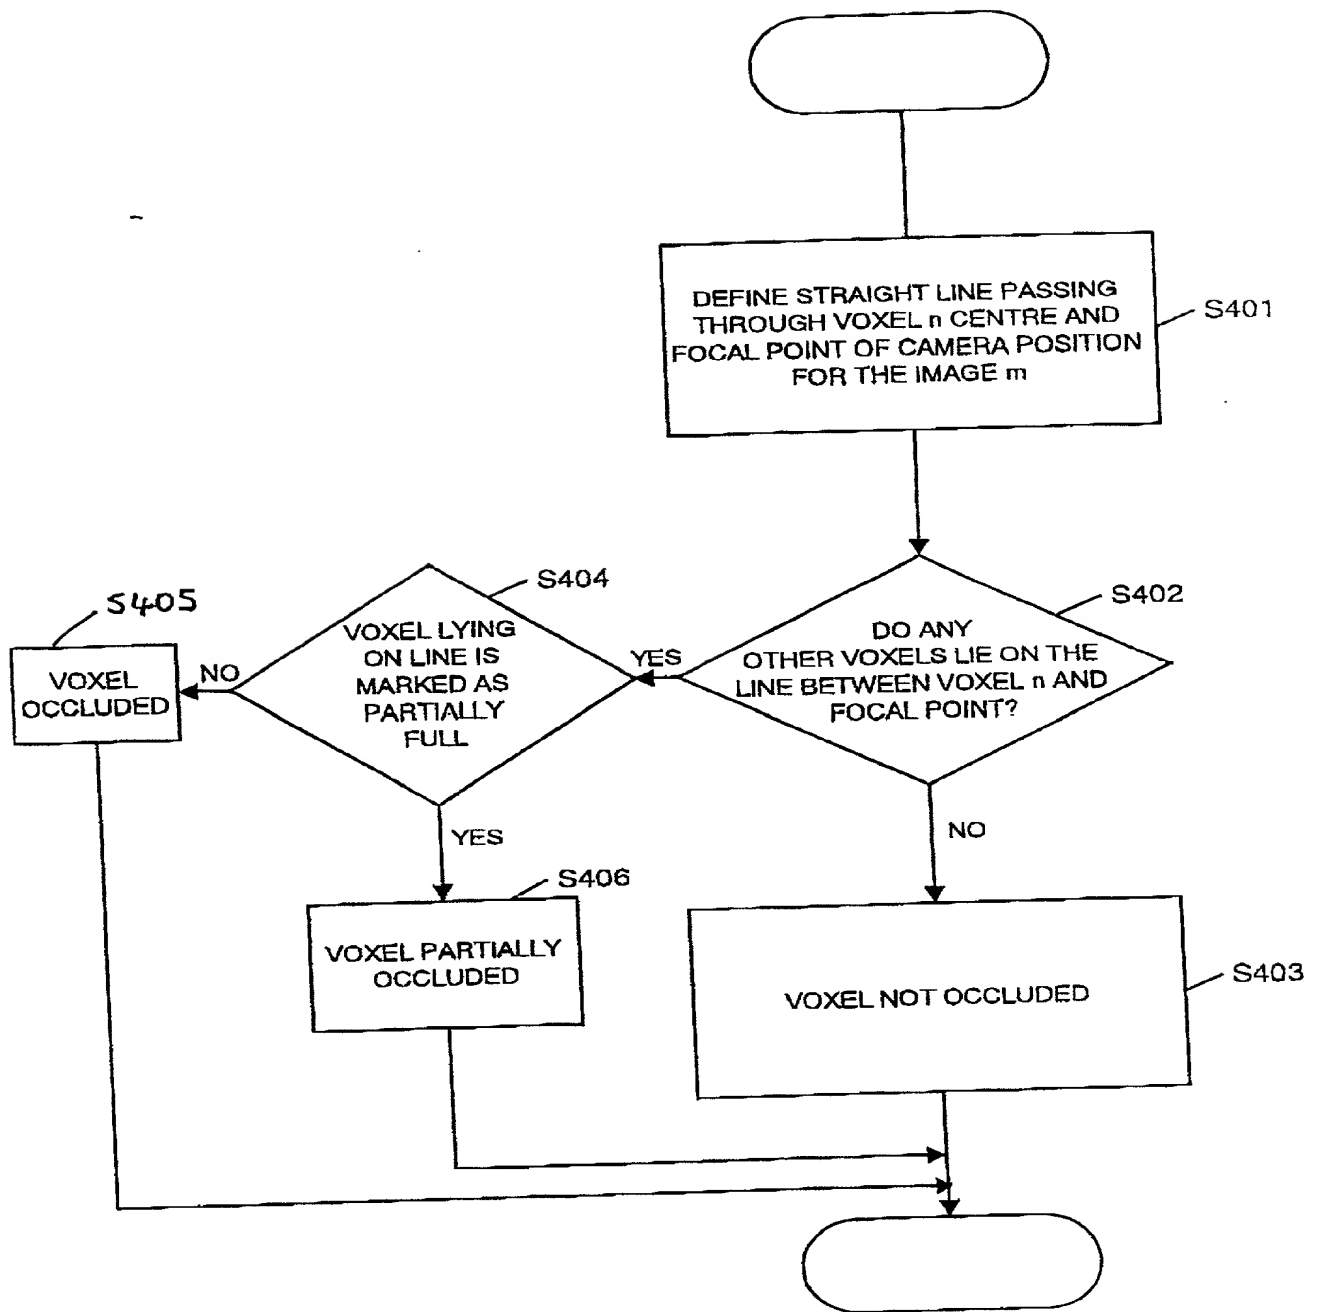 DEFINE STRAIGHT LINE PASSING
THROUGH VOXEL n CENTRE AND
FOCAL POINT OF CAMERA POSITION
FOR THE IMAGE m
S401
S402
DO ANY
OTHER VOXELS LIE ON THE
LINE BETWEEN VOXEL n AND
FOCAL POINT?
YES
NO
S404
VOXEL LYING
ON LINE IS
MARKED AS
PARTIALLY
FULL
NO
YES
S405
VOXEL
OCCLUDED
S406
VOXEL PARTIALLY
OCCLUDED
S403
VOXEL NOT OCCLUDED